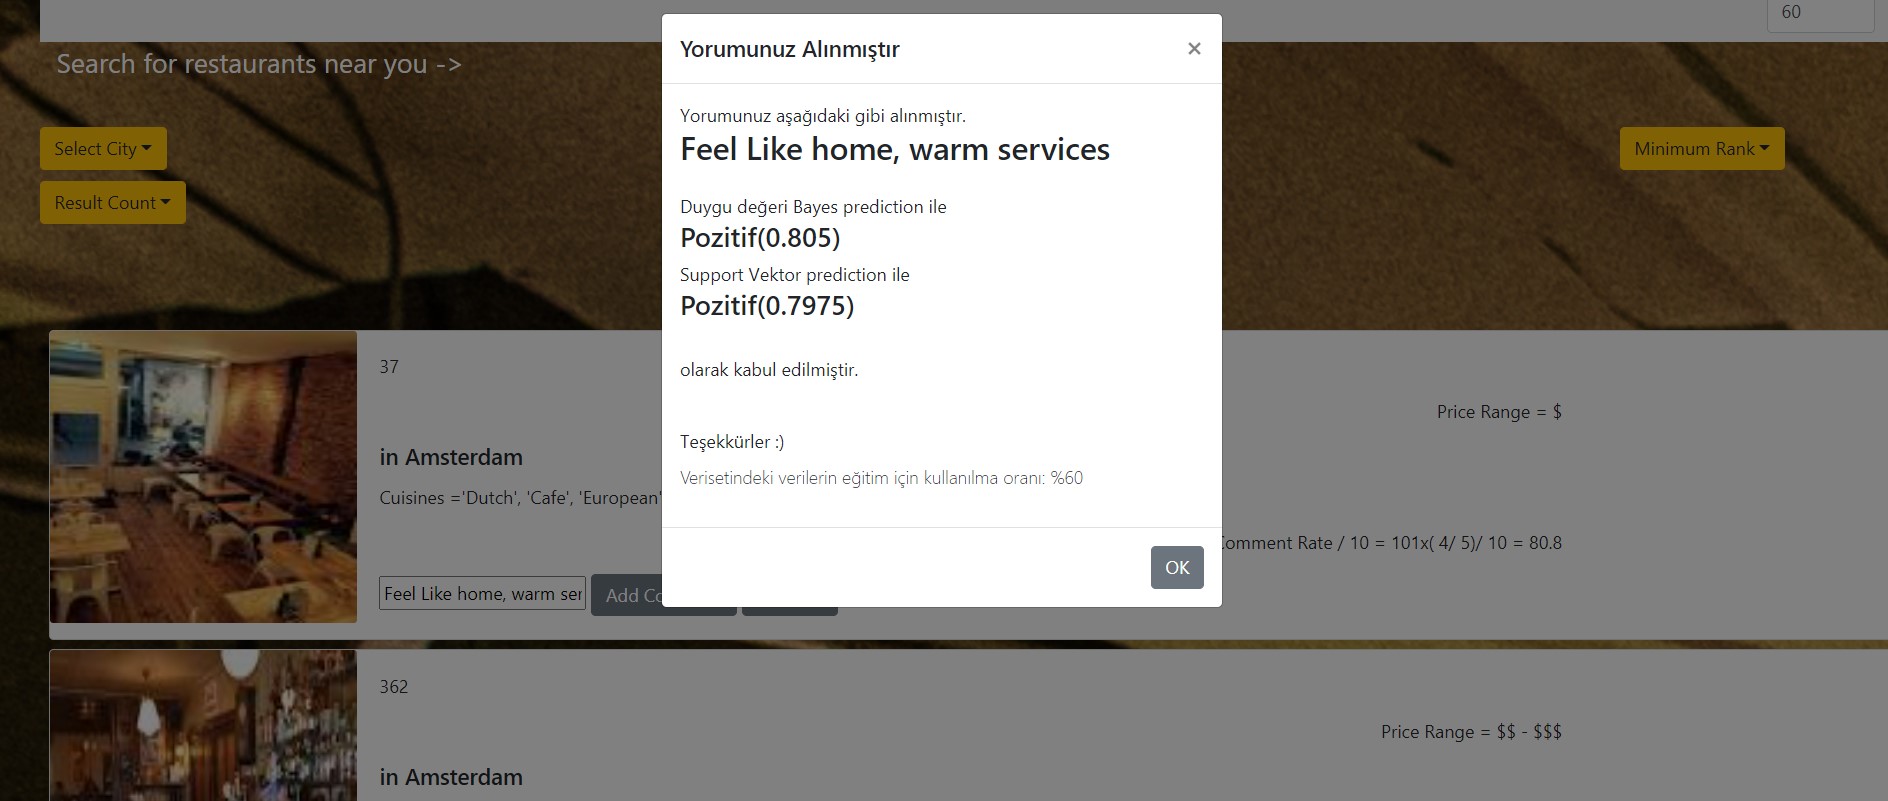 60
Search for restaurants near you ->
Select City
Minimum Rank
Result Count
Yorumunuz Alınmıştır
×
Yorumunuz aşağıdaki gibi alınmıştır.
Feel Like home, warm services
Duygu değeri Bayes prediction ile
Pozitif(0.805)
Support Vektor prediction ile
Pozitif(0.7975)
olarak kabul edilmiştir.
Teşekkürler :)
Verisetindeki verilerin eğitim için kullanılma oranı: %60
OK
37
Price Range = $
in Amsterdam
Cuisines ='Dutch', 'Cafe', 'European'
Comment Rate / 10 = 101x( 4/ 5)/ 10 = 80.8
Feel Like home, warm ser
Add Co
362
Price Range = $$ - $$$
in Amsterdam